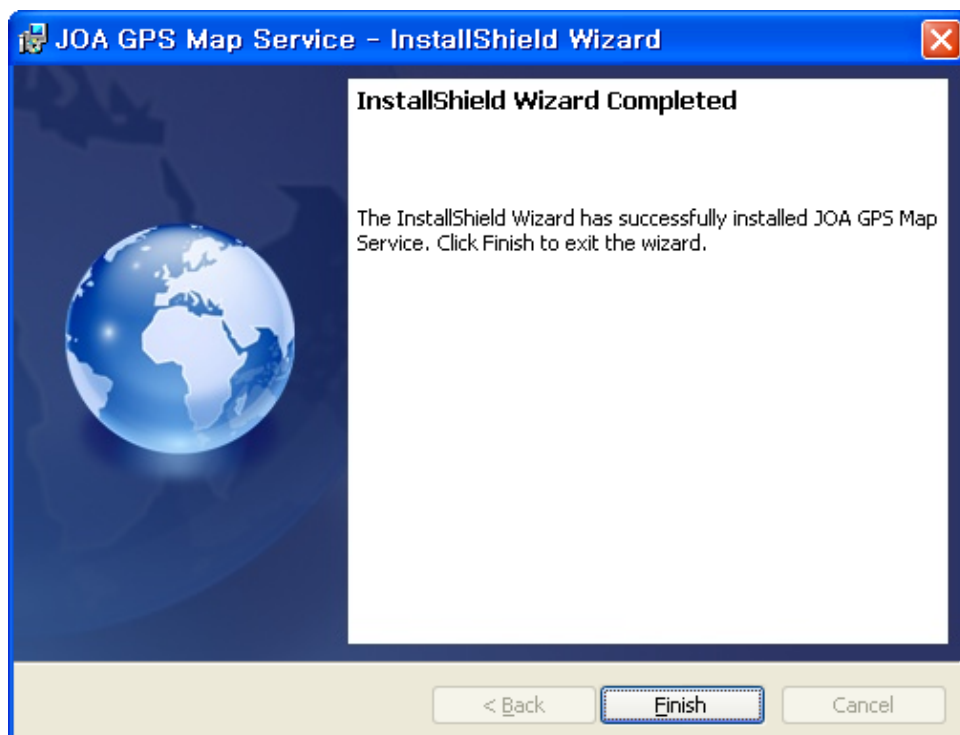 JOA GPS Map Service - InstallShield Wizard
InstallShield Wizard Completed
The InstallShield Wizard has successfully installed JOA GPS Map
Service. Click Finish to exit the wizard.
< Back
Finish
Cancel